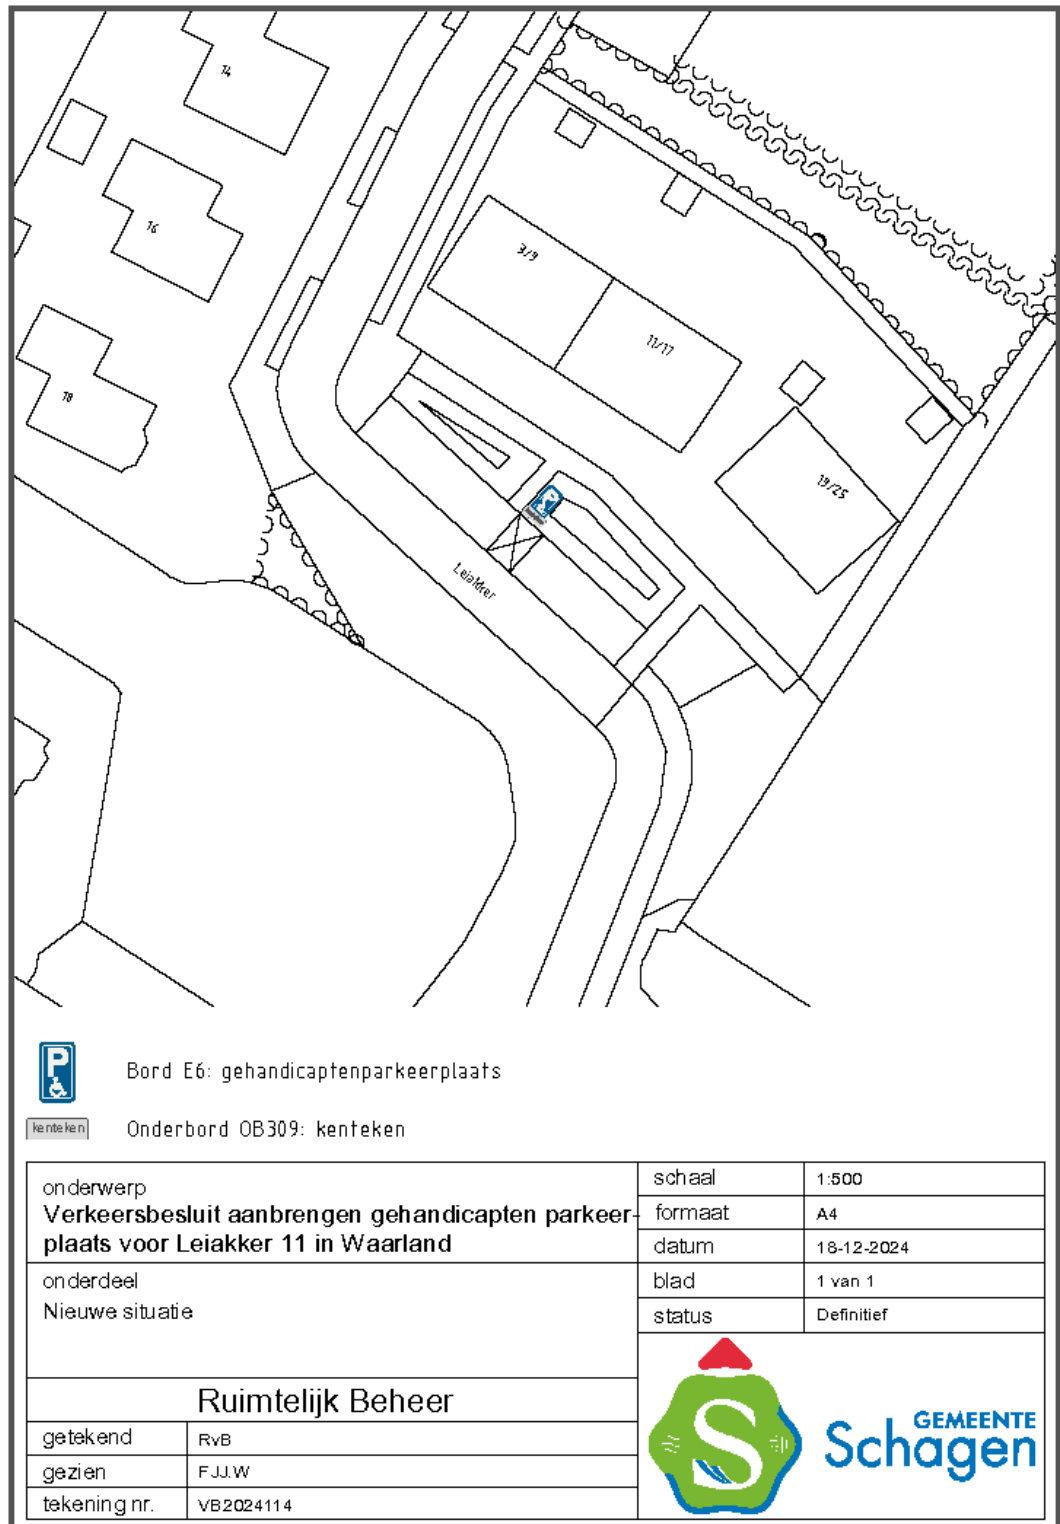 14
16
3/9
11/17
18
19/25
P
kenteken
Leiakker
P
Bord E6: gehandicaptenparkeerplaats
kenteken
Onderbord OB309: kenteken
onderwerp
Verkeersbesluit aanbrengen gehandicapten parkeer-
plaats voor Leiakker 11 in Waarland
schaal 1:500
formaat A4
datum 18-12-2024
onderdeel
Nieuwe situatie
blad 1 van 1
status Definitief
Ruimtelijk Beheer
getekend RvB
gezien F.J.J.W
tekening nr. VB2024114
S
GEMEENTE
Schagen